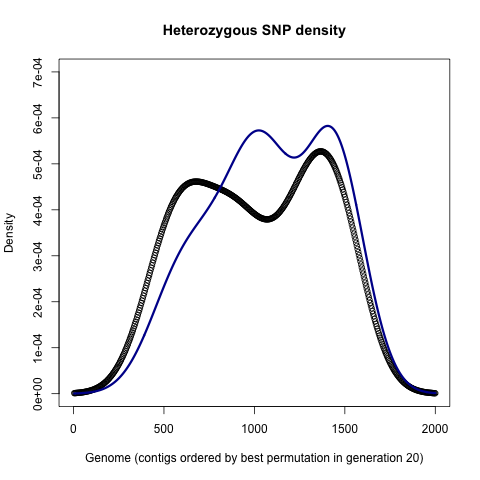 Heterozygous SNP density
7e-04
6e-04
5e-04
4e-04
3e-04
2e-04
1e-04
0e+00
Density
0 500 1000 1500 2000
Genome (contigs ordered by best permutation in generation 20)